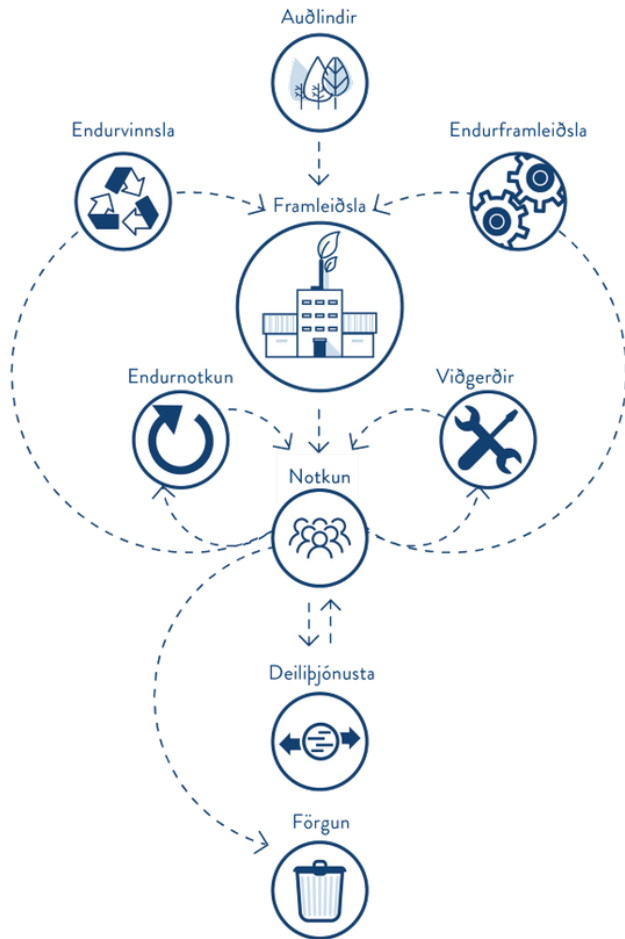 Auðlindir
Endurvinnsla
Endurframleiðsla
Framleiðsla
Endurnotkun
Viðgerðir
Notkun
Deiliþjónusta
Förgun